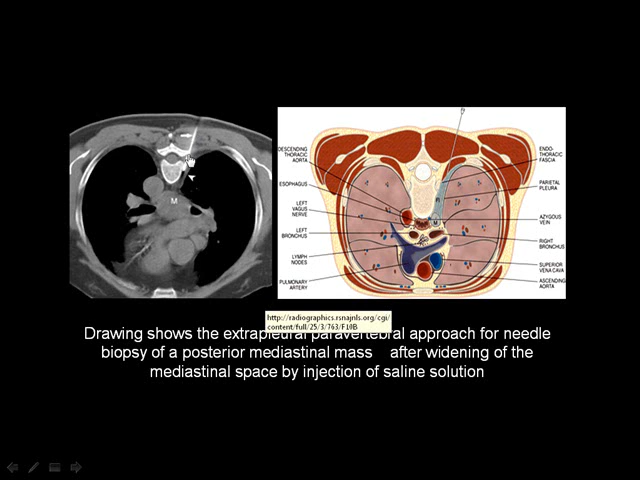 M
DESCENDING
THORACIC
AORTA
ESOPHAGUS
LEFT
VAGUS
NERVE
LEFT
BRONCHUS
LYMPH
NODES
PULMONARY
ARTERY
M
ENDO-
THORACIC
FASCIA
PARIETAL
PLEURA
AZYGOUS
VEIN
RIGHT
BRONCHUS
SUPERIOR
VENA CAVA
ASCENDING
AORTA
http://radiographics.rsnajnls.org/cgi/
content/full/25/3/763/F10B
Drawing shows the extrapleural paravertebral approach for needle
biopsy of a posterior mediastinal mass after widening of the
mediastinal space by injection of saline solution